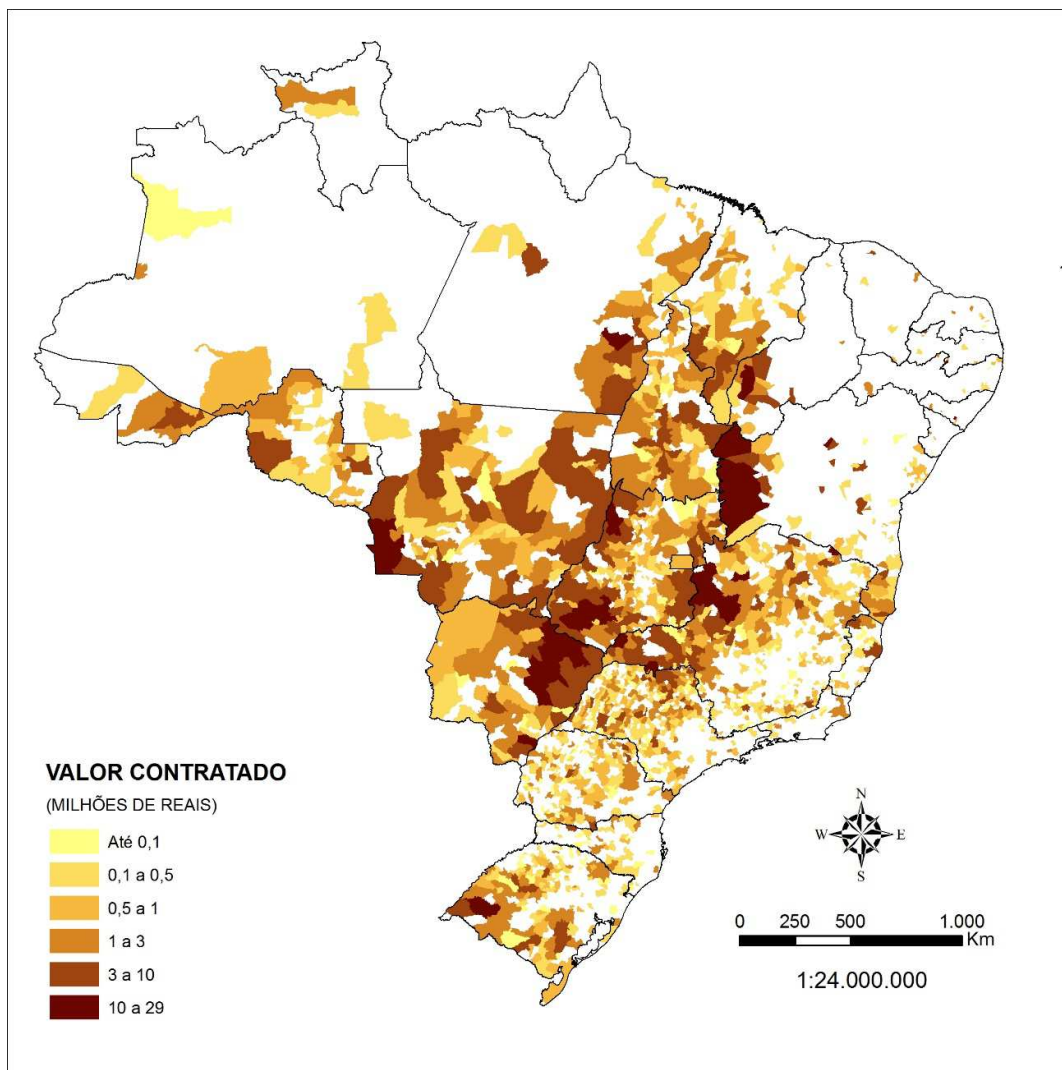 VALOR CONTRATADO
(MILHÕES DE REAIS)
Até 0,1
0,1 a 0,5
0,5 a 1
1 a 3
3 a 10
10 a 29
N
W E
S
0 250 500 1.000
Km
1:24.000.000